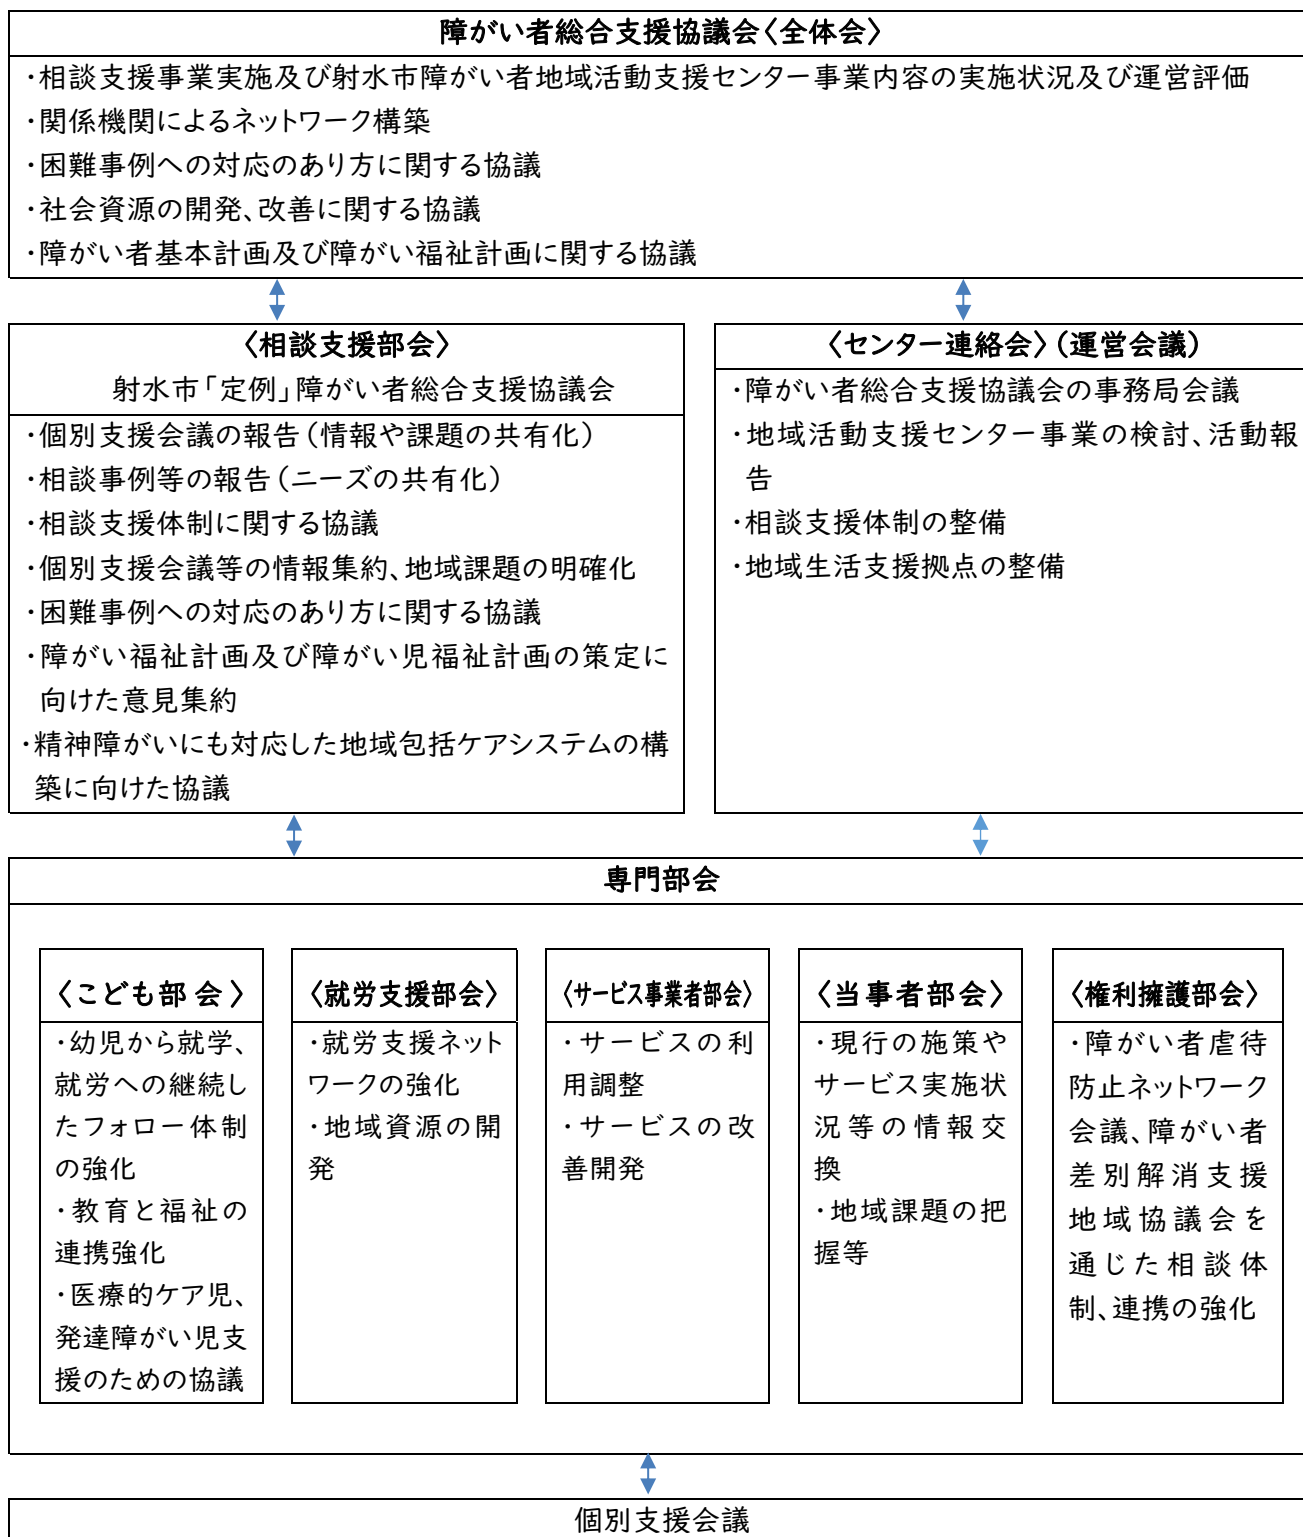 障がい者総合支援協議会〈全体会〉
・相談支援事業実施及び射水市障がい者地域活動支援センター事業内容の実施状況及び運営評価
・関係機関によるネットワーク構築
・困難事例への対応のあり方に関する協議
・社会資源の開発、改善に関する協議
・障がい者基本計画及び障がい福祉計画に関する協議
〈相談支援部会〉
射水市「定例」障がい者総合支援協議会
・個別支援会議の報告（情報や課題の共有化）
・相談事例等の報告（ニーズの共有化）
・相談支援体制に関する協議
・個別支援会議等の情報集約、地域課題の明確化
・困難事例への対応のあり方に関する協議
・障がい福祉計画及び障がい児福祉計画の策定に
向けた意見集約
・精神障がいにも対応した地域包括ケアシステムの構
築に向けた協議
〈センター連絡会〉（運営会議）
・障がい者総合支援協議会の事務局会議
・地域活動支援センター事業の検討、活動報
告
・相談支援体制の整備
・地域生活支援拠点の整備
専門部会
〈こども部会〉
・幼児から就学、
就労への継続し
たフォロー体制
の強化
・教育と福祉の
連携強化
・医療的ケア児、
発達障がい児支
援のための協議
〈就労支援部会〉
・就労支援ネット
ワークの強化
・地域資源の開
発
〈サービス事業者部会〉
・サービスの利
用調整
・サービスの改
善開発
〈当事者部会〉
・現行の施策や
サービス実施状
況等の情報交
換
・地域課題の把
握等
〈権利擁護部会〉
・障がい者虐待
防止ネットワーク
会議、障がい者
差別解消支援
地域協議会を
通じた相談体
制、連携の強化
個別支援会議